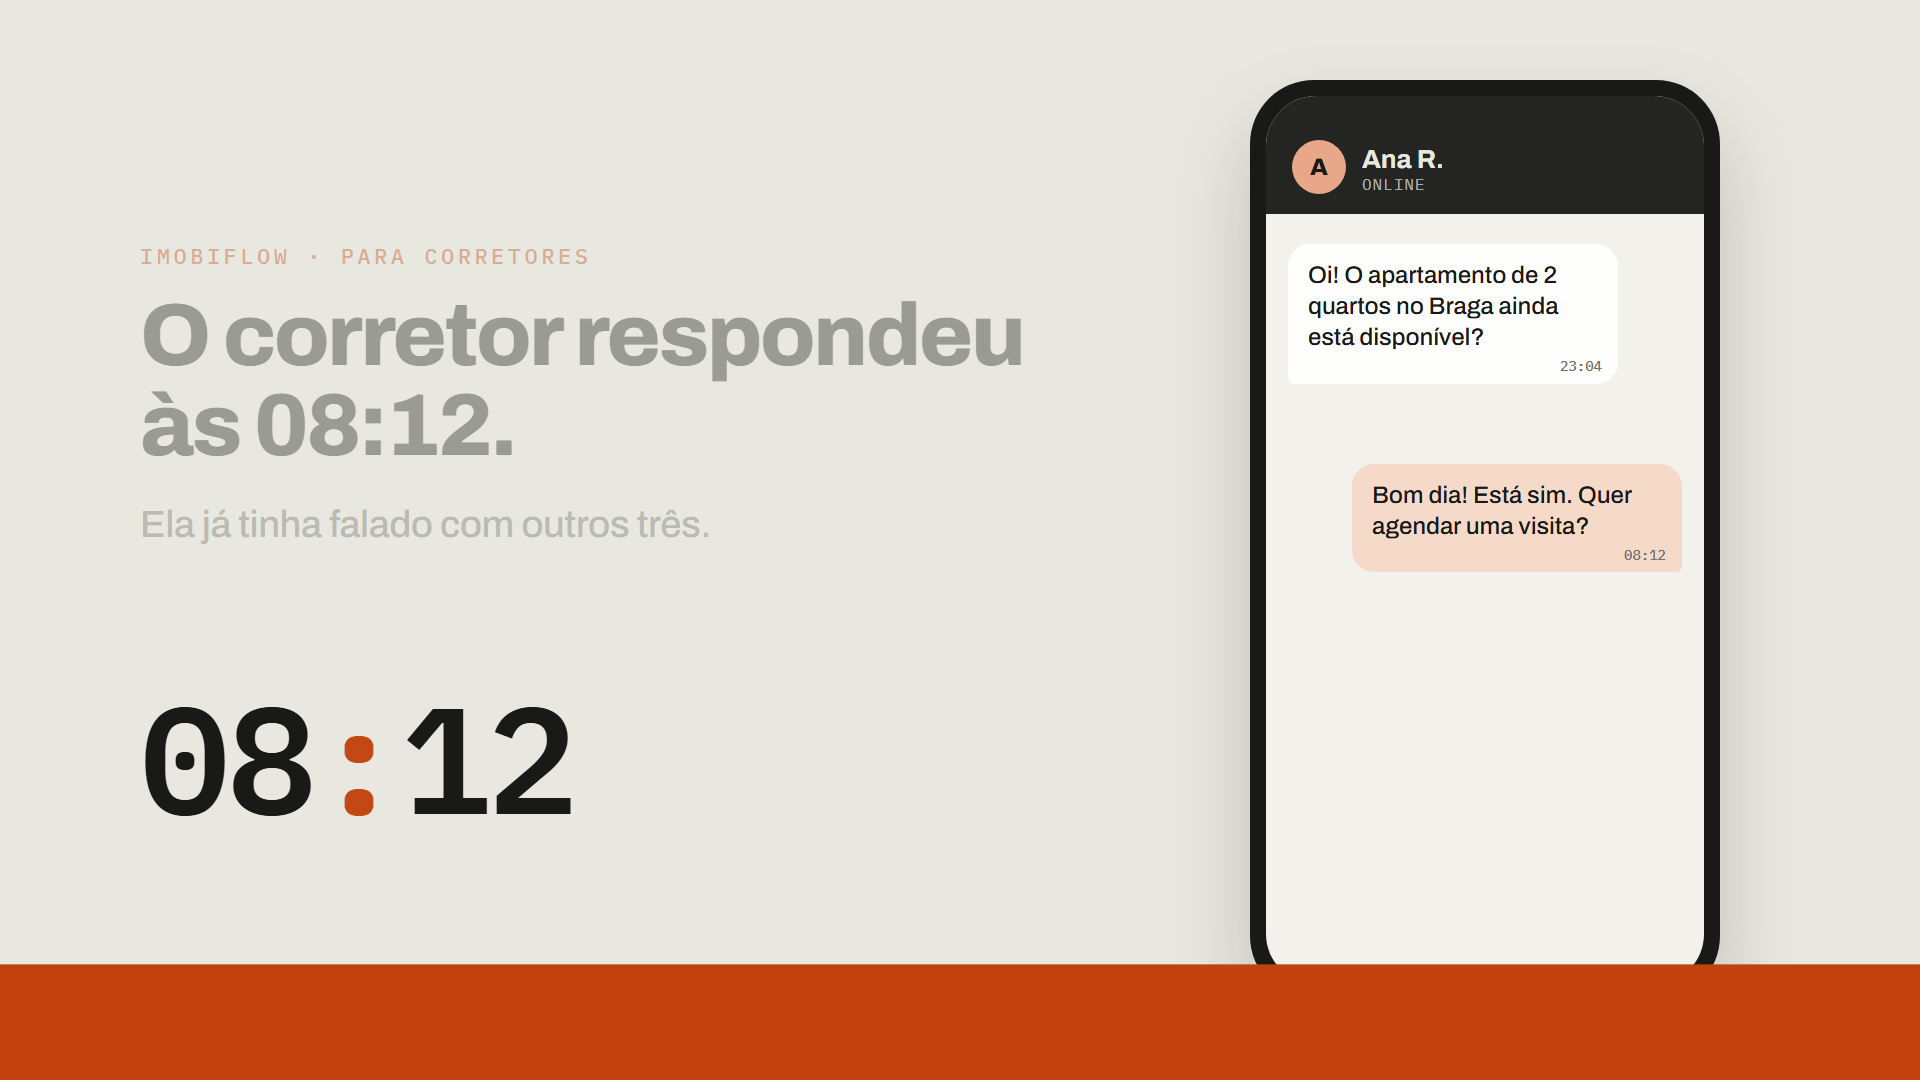 IMOBIFLOW · PARA CORRETORES
O corretor respondeu
às 08:12.
Ela já tinha falado com outros três.
08:12
A
Ana R.
ONLINE
Oi! O apartamento de 2
quartos no Braga ainda
está disponível?
23:04
Bom dia! Está sim. Quer
agendar uma visita?
08:12